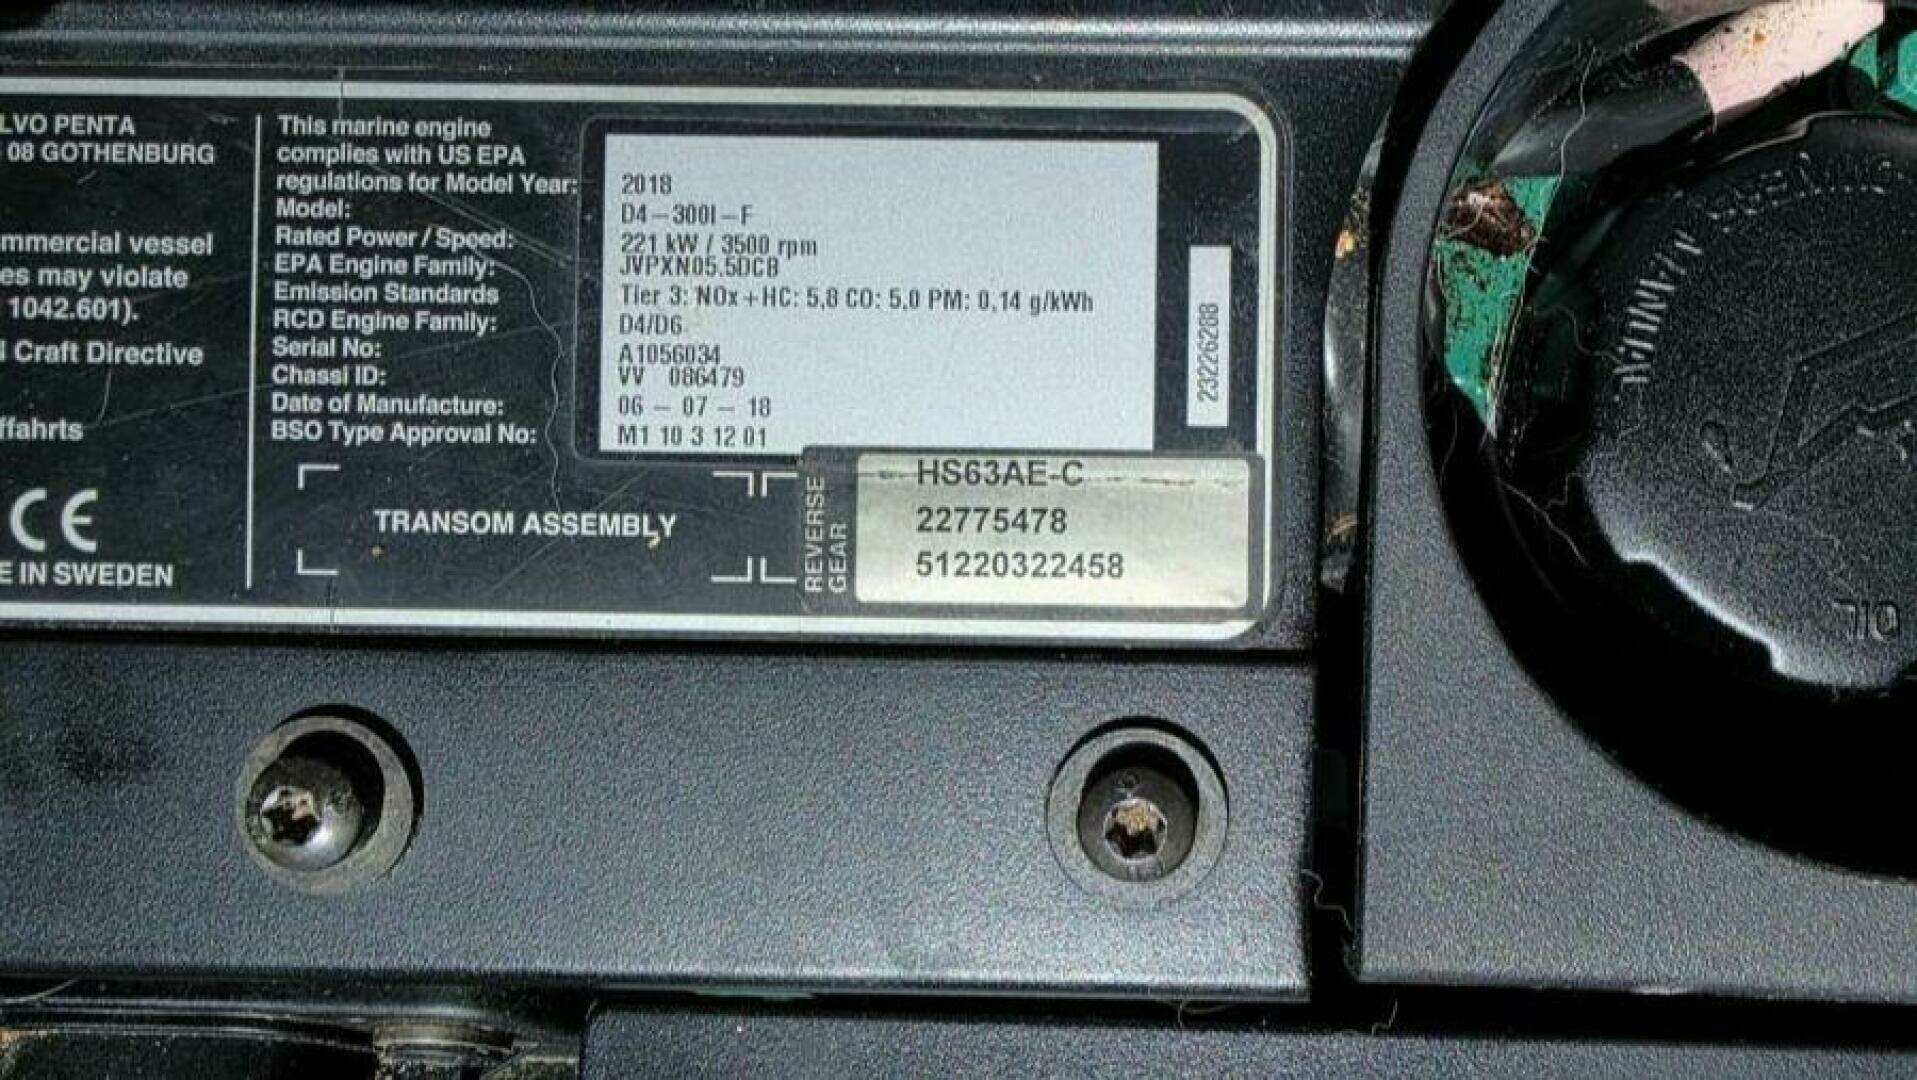 LVO PENTA
08 GOTHENBURG
mmercial vessel
es may violate
1042.601).
Craft Directive
ffahrts
CE
E IN SWEDEN
This marine engine
complies with US EPA
regulations for Model Year: 2018
Model: D4-300I-F
Rated Power / Speed: 221 kW / 3500 rpm
EPA Engine Family: JVPXN05.5DCB
Emission Standards Tier 3: NOx+HC: 5,8 CO: 5,0 PM: 0,14 g/kWh
RCD Engine Family: D4/D6
Serial No: A1056034
Chassi ID: VV 086479
Date of Manufacture: 06 - 07 - 18
BSO Type Approval No: M1 10 3 12 01
23226288
TRANSOM ASSEMBLY
REVERSE
GEAR
HS63AE-C
22775478
51220322458
OIL